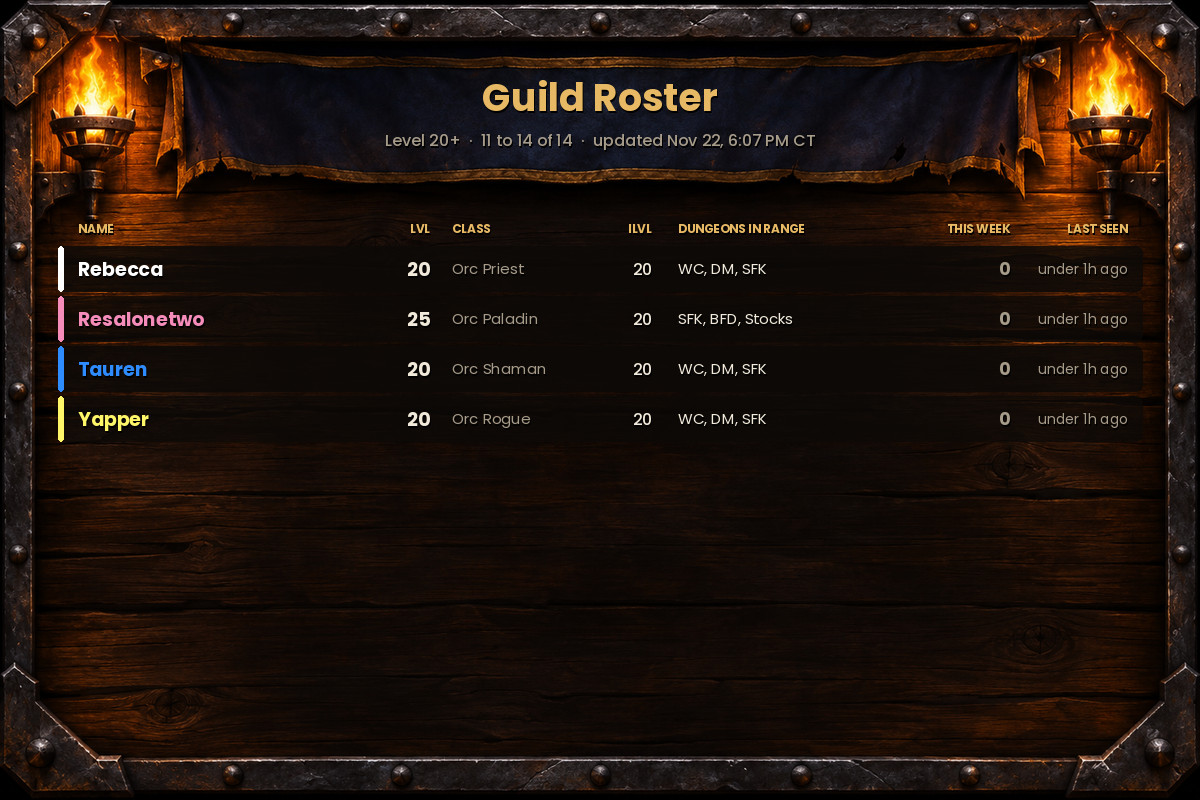 Guild Roster
Level 20+ · 11 to 14 of 14 · updated Nov 22, 6:07 PM CT
NAME LVL CLASS ILVL DUNGEONS IN RANGE THIS WEEK LAST SEEN
Rebecca 20 Orc Priest 20 WC, DM, SFK 0 under 1h ago
Resalonetwo 25 Orc Paladin 20 SFK, BFD, Stocks 0 under 1h ago
Tauren 20 Orc Shaman 20 WC, DM, SFK 0 under 1h ago
Yapper 20 Orc Rogue 20 WC, DM, SFK 0 under 1h ago